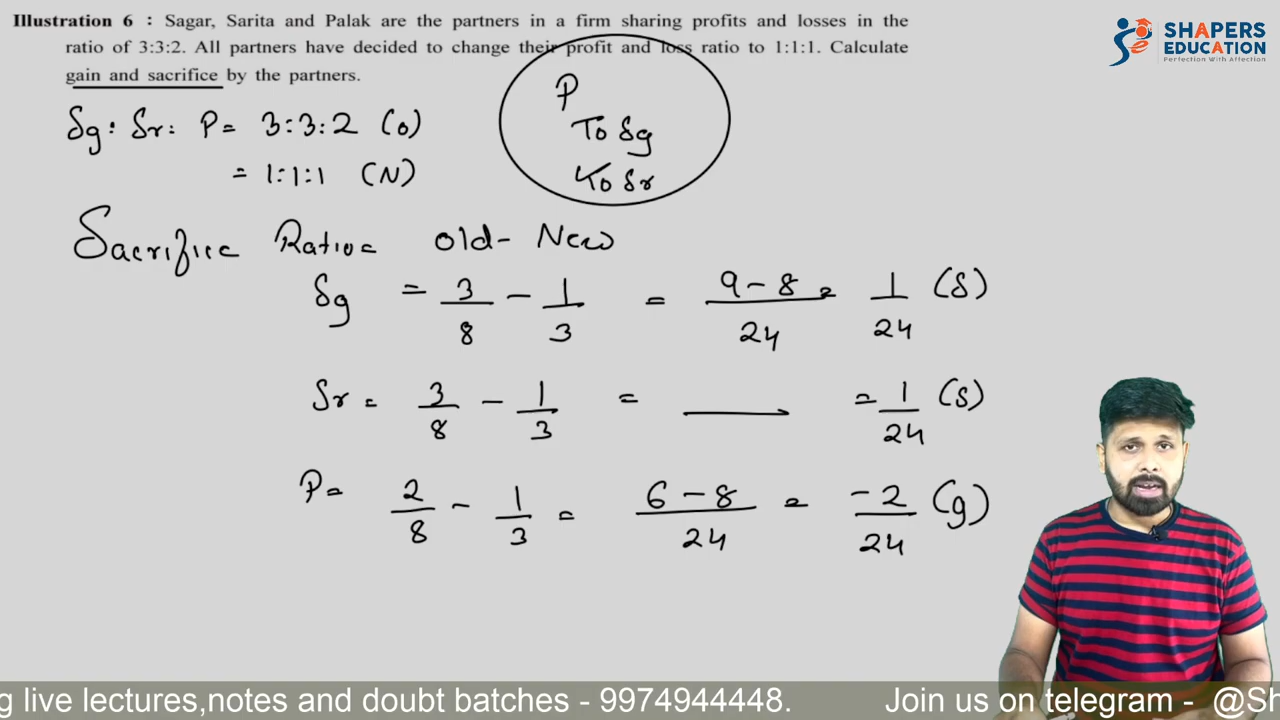 Illustration 6 : Sagar, Sarita and Palak are the partners in a firm sharing profits and losses in the
ratio of 3:3:2. All partners have decided to change their profit and loss ratio to 1:1:1. Calculate
gain and sacrifice by the partners.
SHAPERS
EDUCATION
Perfection With Affection
Sg: Sr: P= 3:3:2 (O)
= 1:1:1 (N)
P
To Sg
To Sr
Sacrifice Ratio= Old- New
Sg = 3/8 - 1/3 = 9-8/24 = 1/24 (S)
Sr = 3/8 - 1/3 = ___ = 1/24 (S)
P= 2/8 - 1/3 = 6-8/24 = -2/24 (g)
g live lectures,notes and doubt batches - 9974944448. Join us on telegram - @Sh